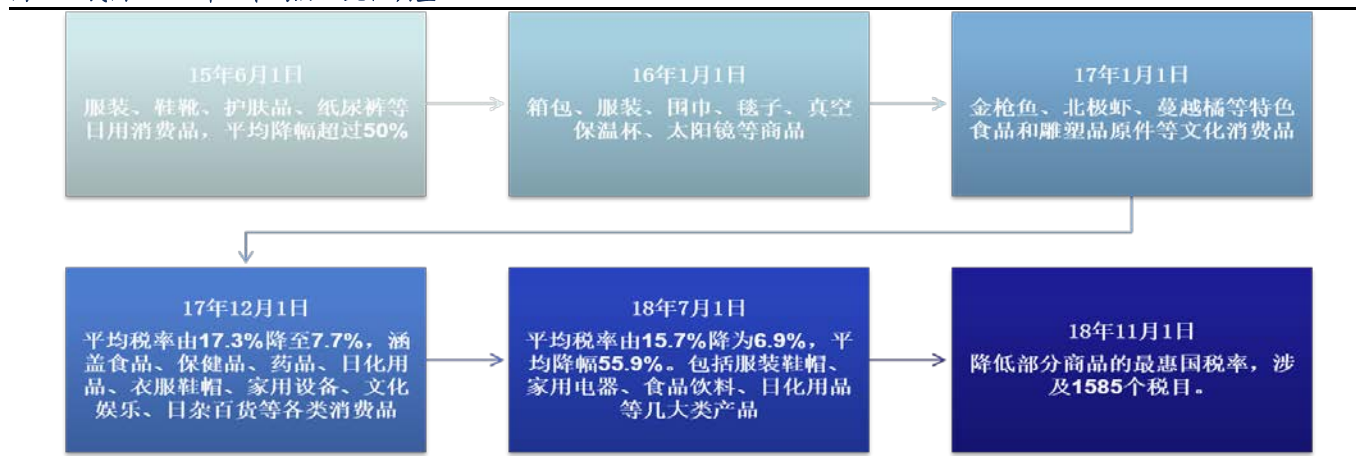 15年6月1日
服装、鞋靴、护肤品、纸尿裤等
日用消费品，平均降幅超过50%
16年1月1日
箱包、服装、围巾、毯子、真空
保温杯、太阳镜等商品
17年1月1日
金枪鱼、北极虾、蔓越橘等特色
食品和雕塑品原件等文化消费品
17年12月1日
平均税率由17.3%降至7.7%，涵
盖食品、保健品、药品、日化用
品、衣服鞋帽、家用设备、文化
娱乐、日杂百货等各类消费品
18年7月1日
平均税率由15.7%降为6.9%，平
均降幅55.9%。包括服装鞋帽、
家用电器、食品饮料、日化用品
等几大类产品
18年11月1日
降低部分商品的最惠国税率，涉
及1585个税目。